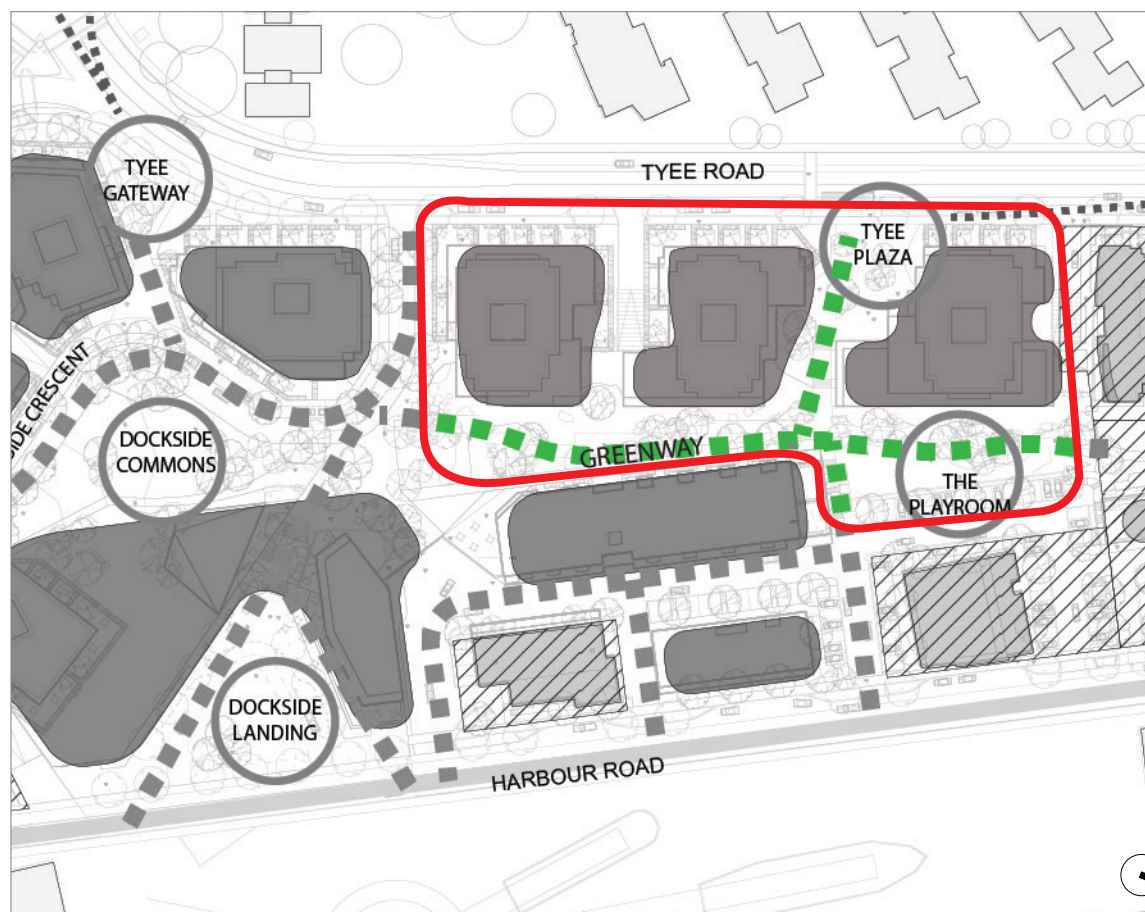 TYEE
GATEWAY
TYEE ROAD
TYEE
PLAZA
DOCKSIDE
COMMONS
GREENWAY
THE
PLAYROOM
DOCKSIDE
LANDING
HARBOUR ROAD